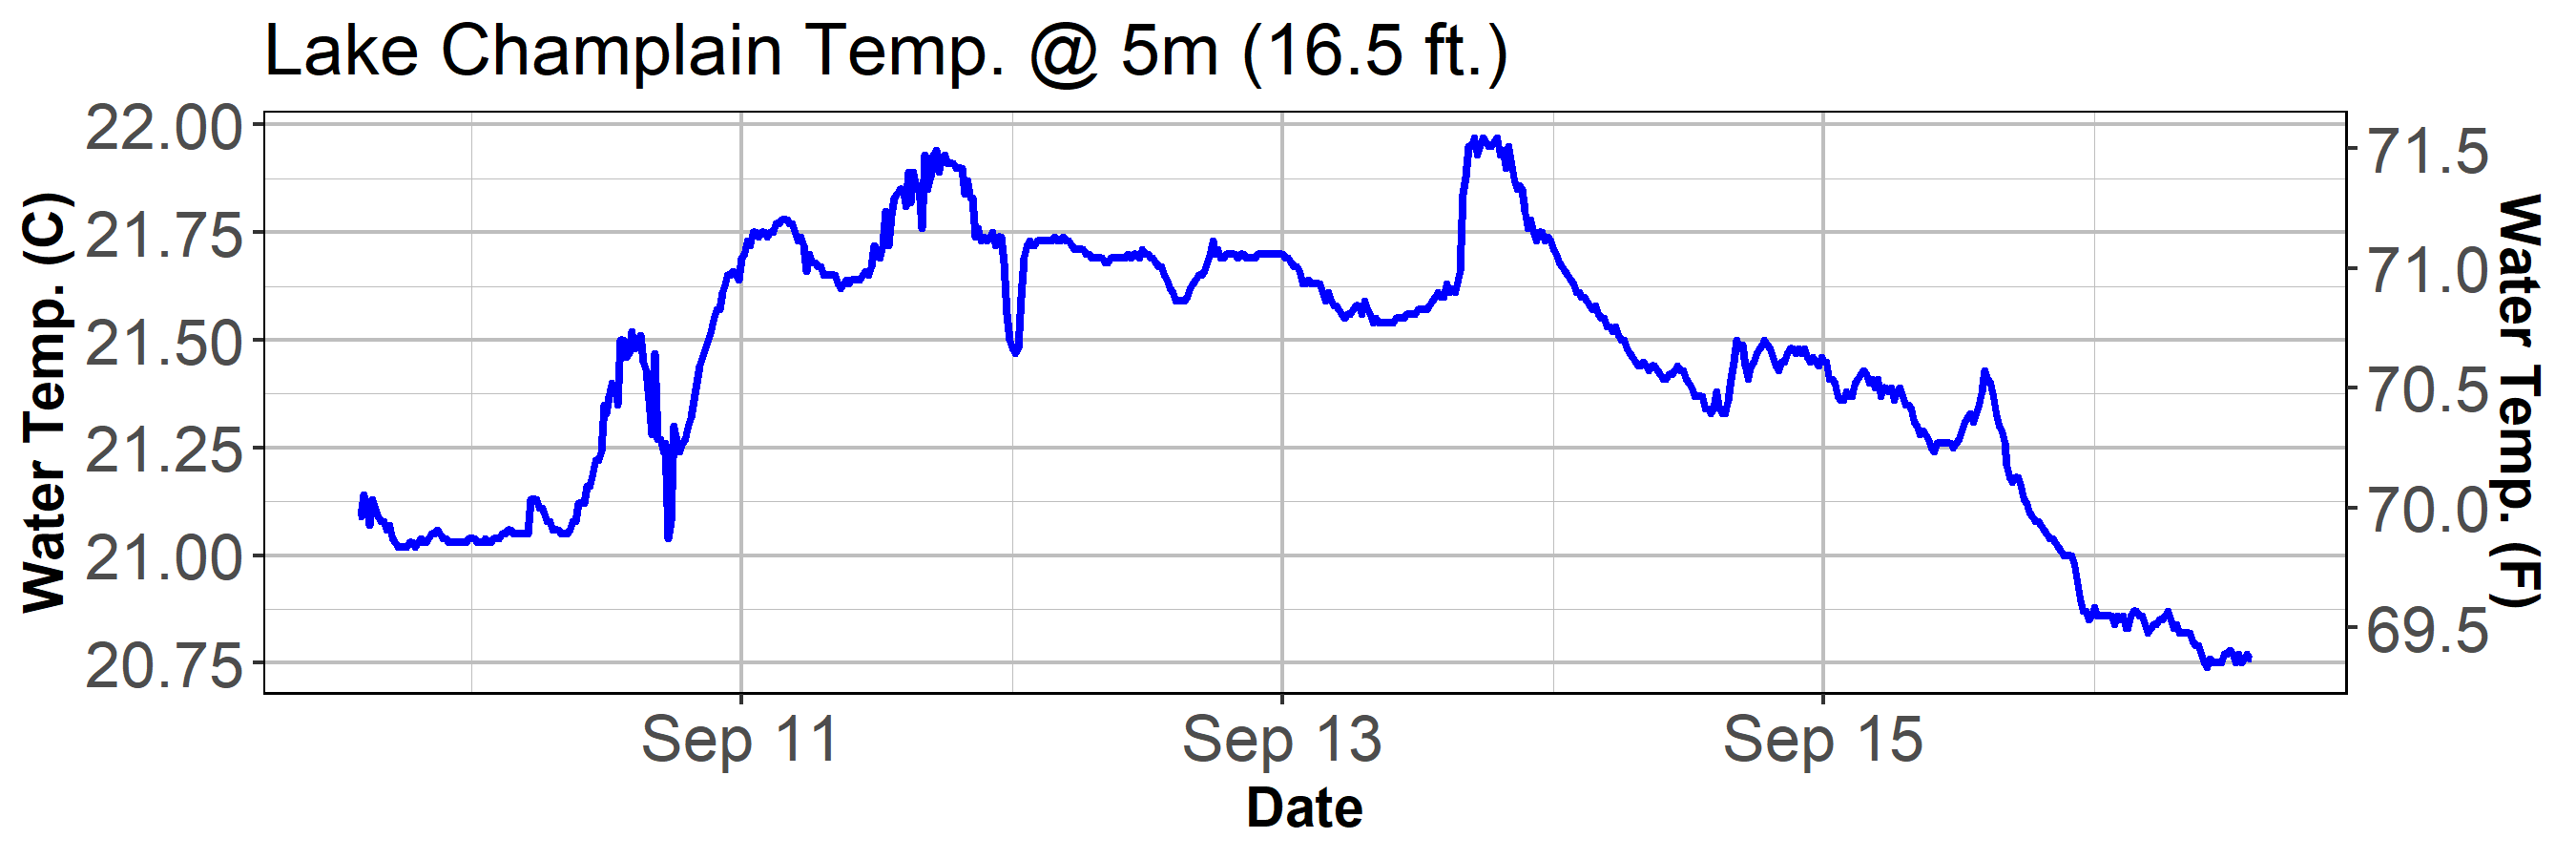 Lake Champlain Temp. @ 5m (16.5 ft.)
Water Temp. (C)
22.00
21.75
21.50
21.25
21.00
20.75
71.5
71.0
70.5
70.0
69.5
Water Temp. (F)
Sep 11
Sep 13
Sep 15
Date